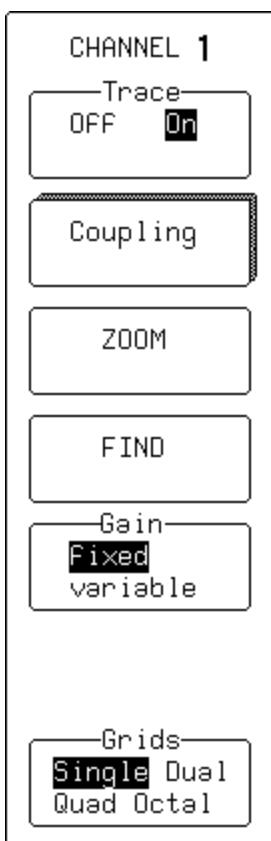 CHANNEL 1
Trace
OFF On
Coupling
ZOOM
FIND
Gain
Fixed
variable
Grids
Single Dual
Quad Octal